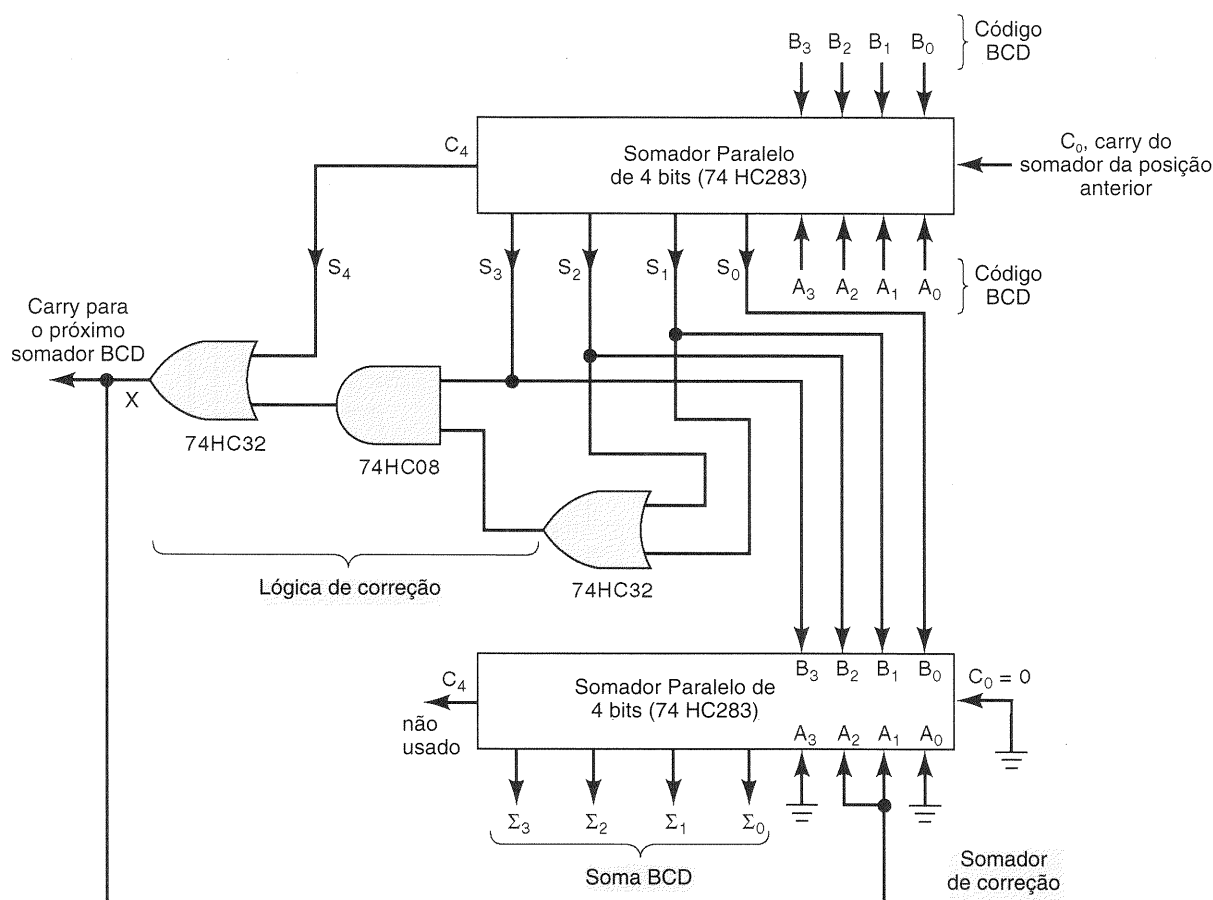 B₃ B₂ B₁ B₀
Código
BCD
C₄
Somador Paralelo
de 4 bits (74 HC283)
C₀, carry do
somador da posição
anterior
S₄ S₃ S₂ S₁ S₀
A₃ A₂ A₁ A₀
Código
BCD
Carry para
o próximo
somador BCD
X
74HC32
74HC08
74HC32
Lógica de correção
C₄
não
usado
Somador Paralelo de
4 bits (74 HC283)
B₃ B₂ B₁ B₀
C₀ = 0
A₃ A₂ A₁ A₀
Σ₃ Σ₂ Σ₁ Σ₀
Soma BCD
Somador
de correção